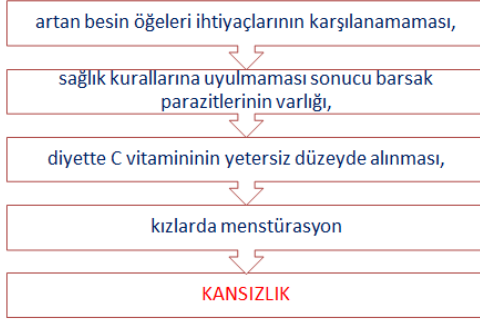 artan besin öğeleri ihtiyaçlarının karşılanamaması,
sağlık kurallarına uyulmaması sonucu barsak
parazitlerinin varlığı,
diyette C vitamininin yetersiz düzeyde alınması,
kızlarda menstürasyon
KANSIZLIK